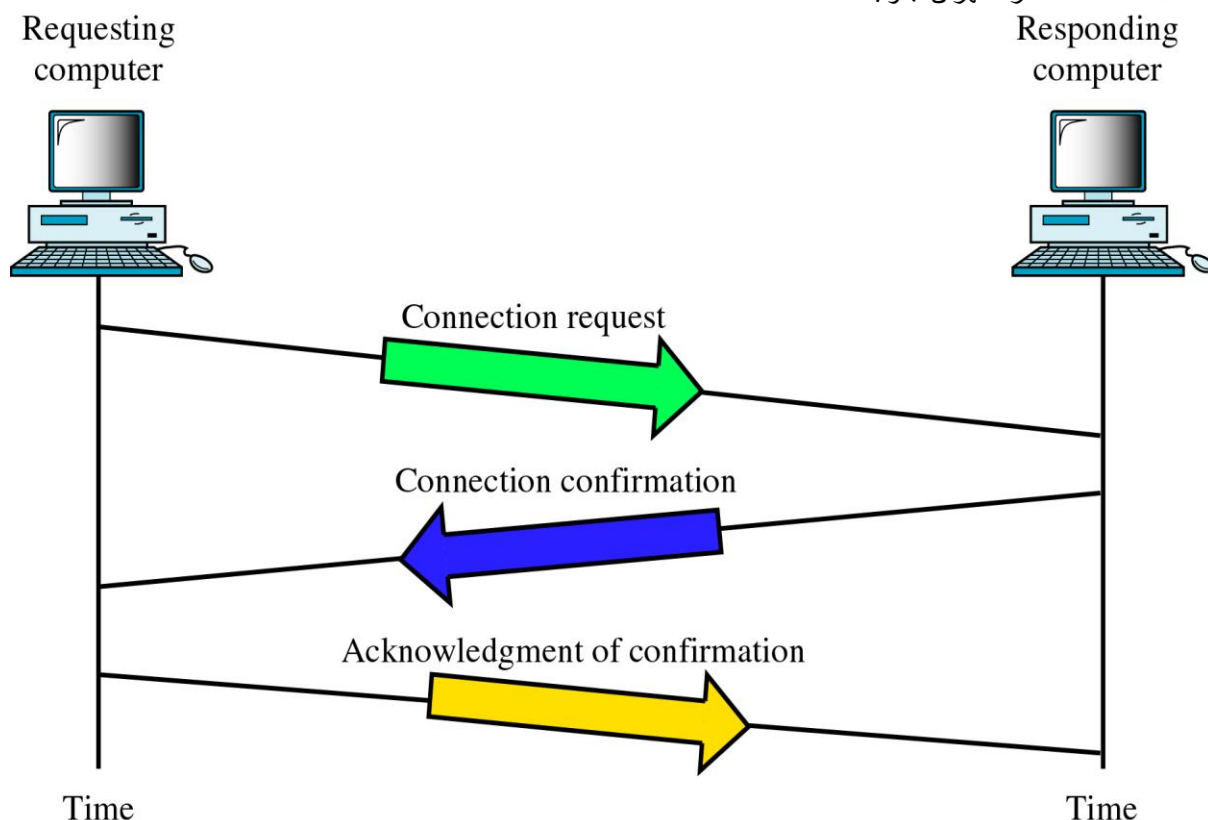 Requesting
computer
Responding
computer
Connection request
Connection confirmation
Acknowledgment of confirmation
Time
Time